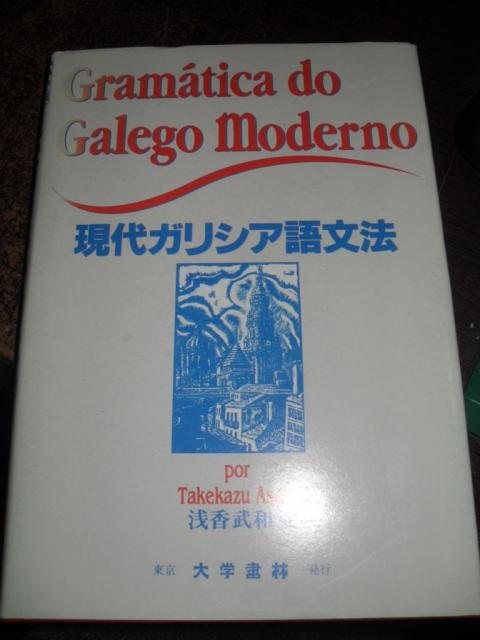 Gramática do
Galego Moderno
現代ガリシア語文法
por
Takekazu
浅香武和
東京 大学書林 発行